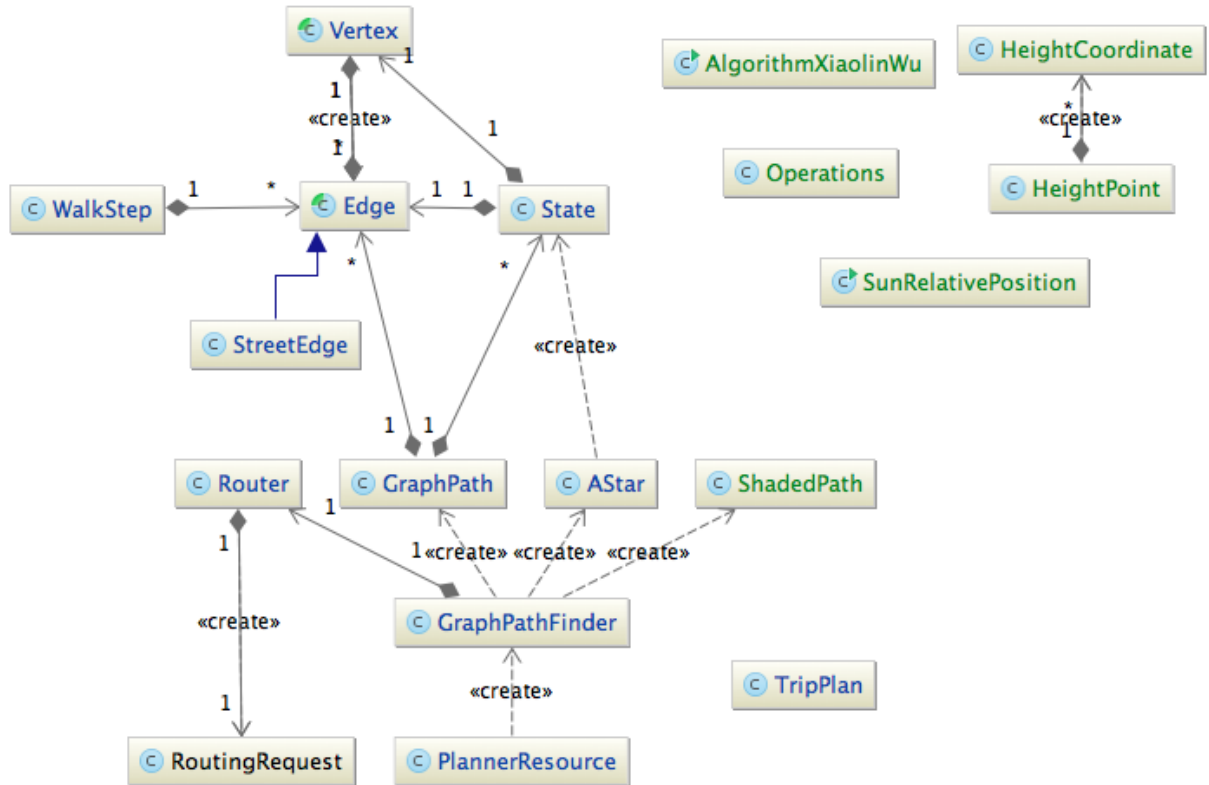 C Vertex
1
1
«create»
1
*
C AlgorithmXiaolinWu
C HeightCoordinate
*
«create»
1
C Operations
C HeightPoint
C WalkStep
1
*
C Edge
1
1
C State
1
C SunRelativePosition
*
*
C StreetEdge
«create»
1
1
C Router
C GraphPath
C AStar
C ShadedPath
1
1
1
«create»
«create»
«create»
«create»
C GraphPathFinder
1
«create»
C TripPlan
C RoutingRequest
C PlannerResource